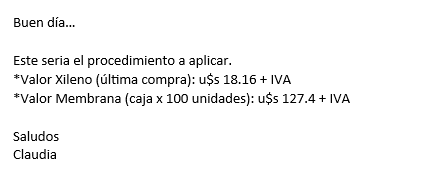 Buen día...
Este seria el procedimiento a aplicar.
*Valor Xileno (última compra): u$s 18.16 + IVA
*Valor Membrana (caja x 100 unidades): u$s 127.4 + IVA
Saludos
Claudia